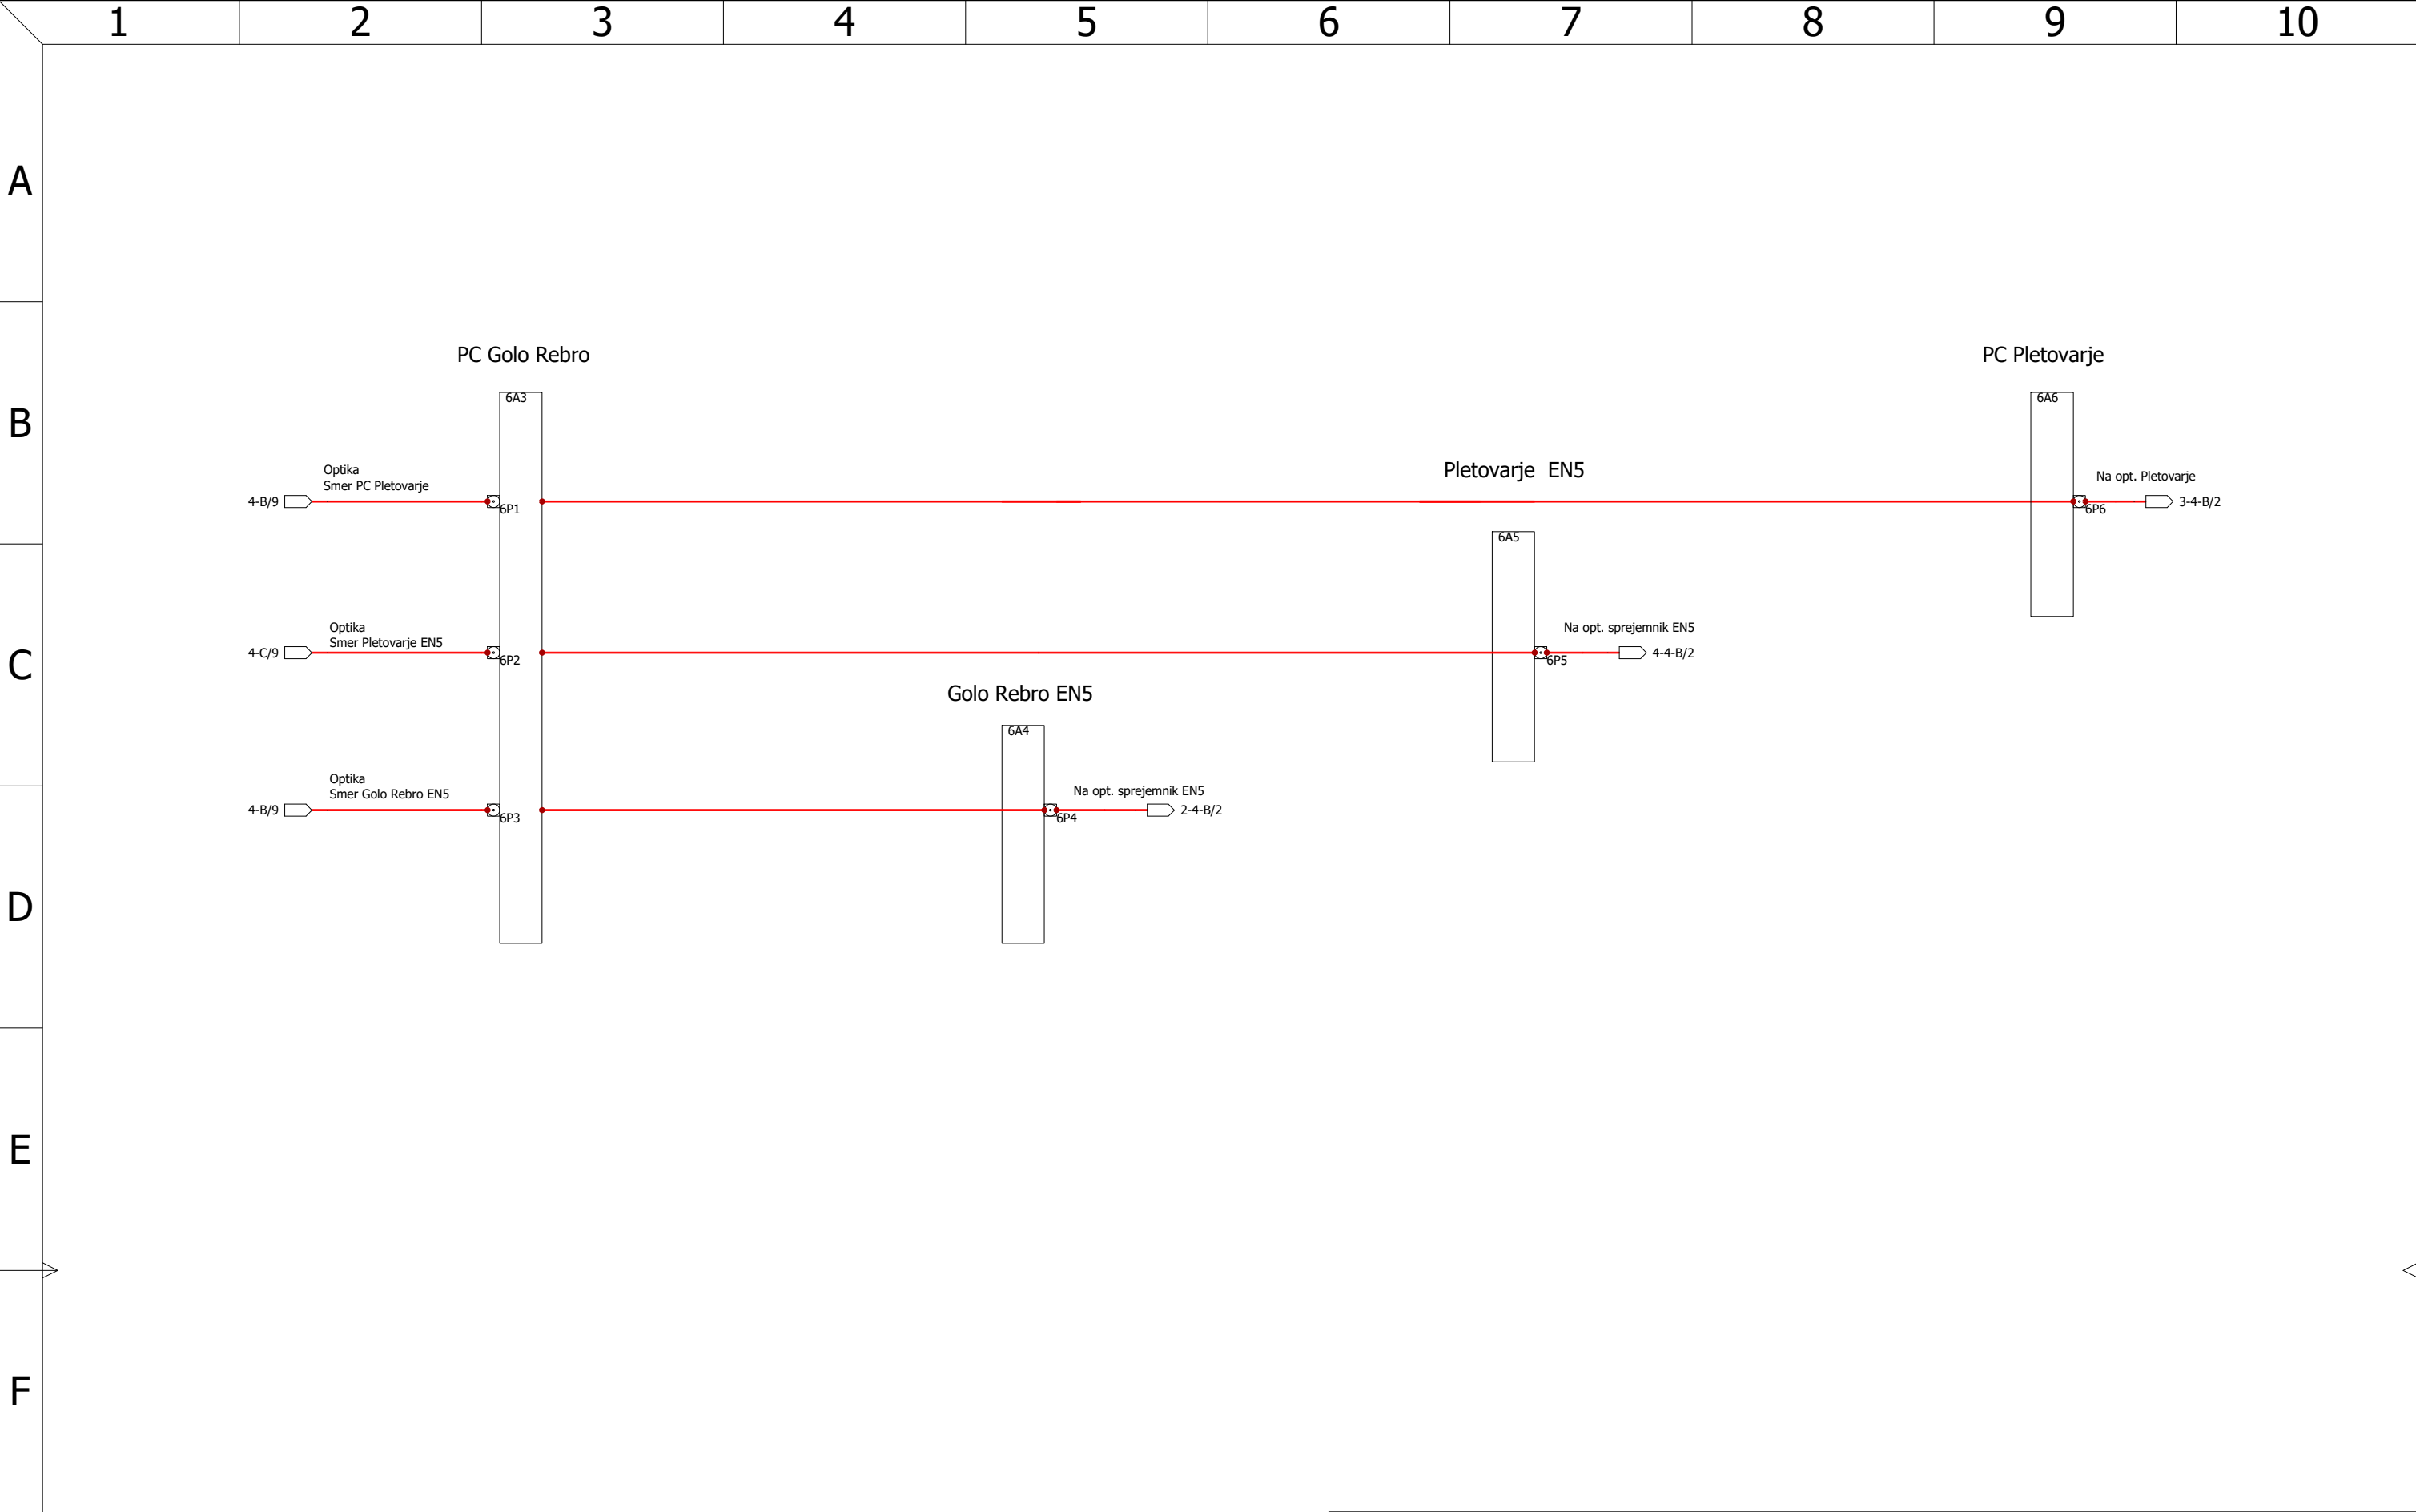 1 2 3 4 5 6 7 8 9 10
A
B
C
D
E
F
PC Golo Rebro
PC Pletovarje
6A3
6A6
Optika
Smer PC Pletovarje
4-B/9
6P1
Pletovarje  EN5
Na opt. Pletovarje
6P6
3-4-B/2
6A5
Optika
Smer Pletovarje EN5
4-C/9
6P2
Na opt. sprejemnik EN5
6P5
4-4-B/2
Golo Rebro EN5
6A4
Optika
Smer Golo Rebro EN5
4-B/9
6P3
Na opt. sprejemnik EN5
6P4
2-4-B/2